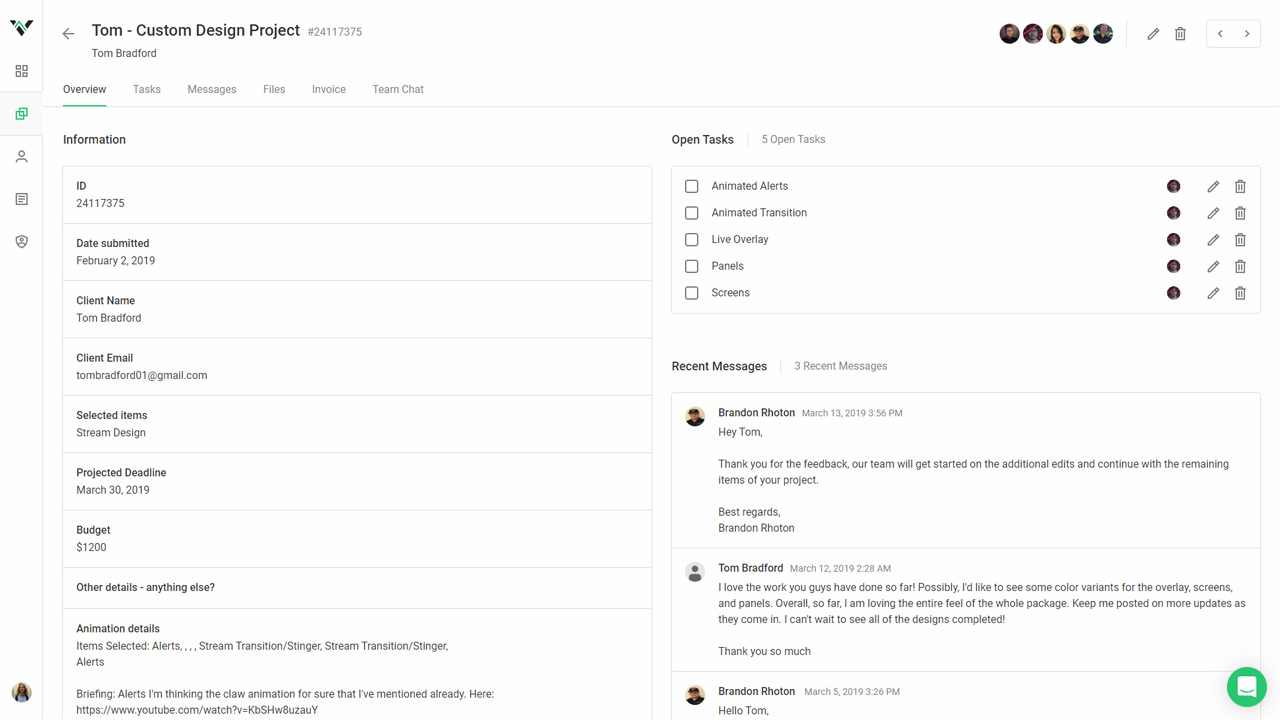 Tom - Custom Design Project #24117375
Tom Bradford
Overview Tasks Messages Files Invoice Team Chat
Information
ID
24117375
Date submitted
February 2, 2019
Client Name
Tom Bradford
Client Email
tombradford01@gmail.com
Selected items
Stream Design
Projected Deadline
March 30, 2019
Budget
$1200
Other details - anything else?
Animation details
Items Selected: Alerts, , , , Stream Transition/Stinger, Stream Transition/Stinger,
Alerts
Briefing: Alerts I'm thinking the claw animation for sure that I've mentioned already. Here:
https://www.youtube.com/watch?v=KbSHw8uzauY
Open Tasks 5 Open Tasks
Animated Alerts
Animated Transition
Live Overlay
Panels
Screens
Recent Messages 3 Recent Messages
Brandon Rhoton March 13, 2019 3:56 PM
Hey Tom,
Thank you for the feedback, our team will get started on the additional edits and continue with the remaining
items of your project.
Best regards,
Brandon Rhoton
Tom Bradford March 12, 2019 2:28 AM
I love the work you guys have done so far! Possibly, I'd like to see some color variants for the overlay, screens,
and panels. Overall, so far, I am loving the entire feel of the whole package. Keep me posted on more updates as
they come in. I can't wait to see all of the designs completed!
Thank you so much
Brandon Rhoton March 5, 2019 3:26 PM
Hello Tom,